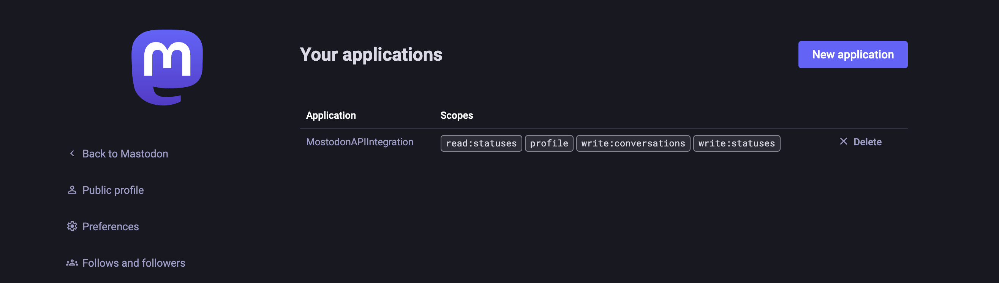 Your applications
New application
Application Scopes
MostodonAPIIntegration read:statuses profile write:conversations write:statuses Delete
Back to Mastodon
Public profile
Preferences
Follows and followers